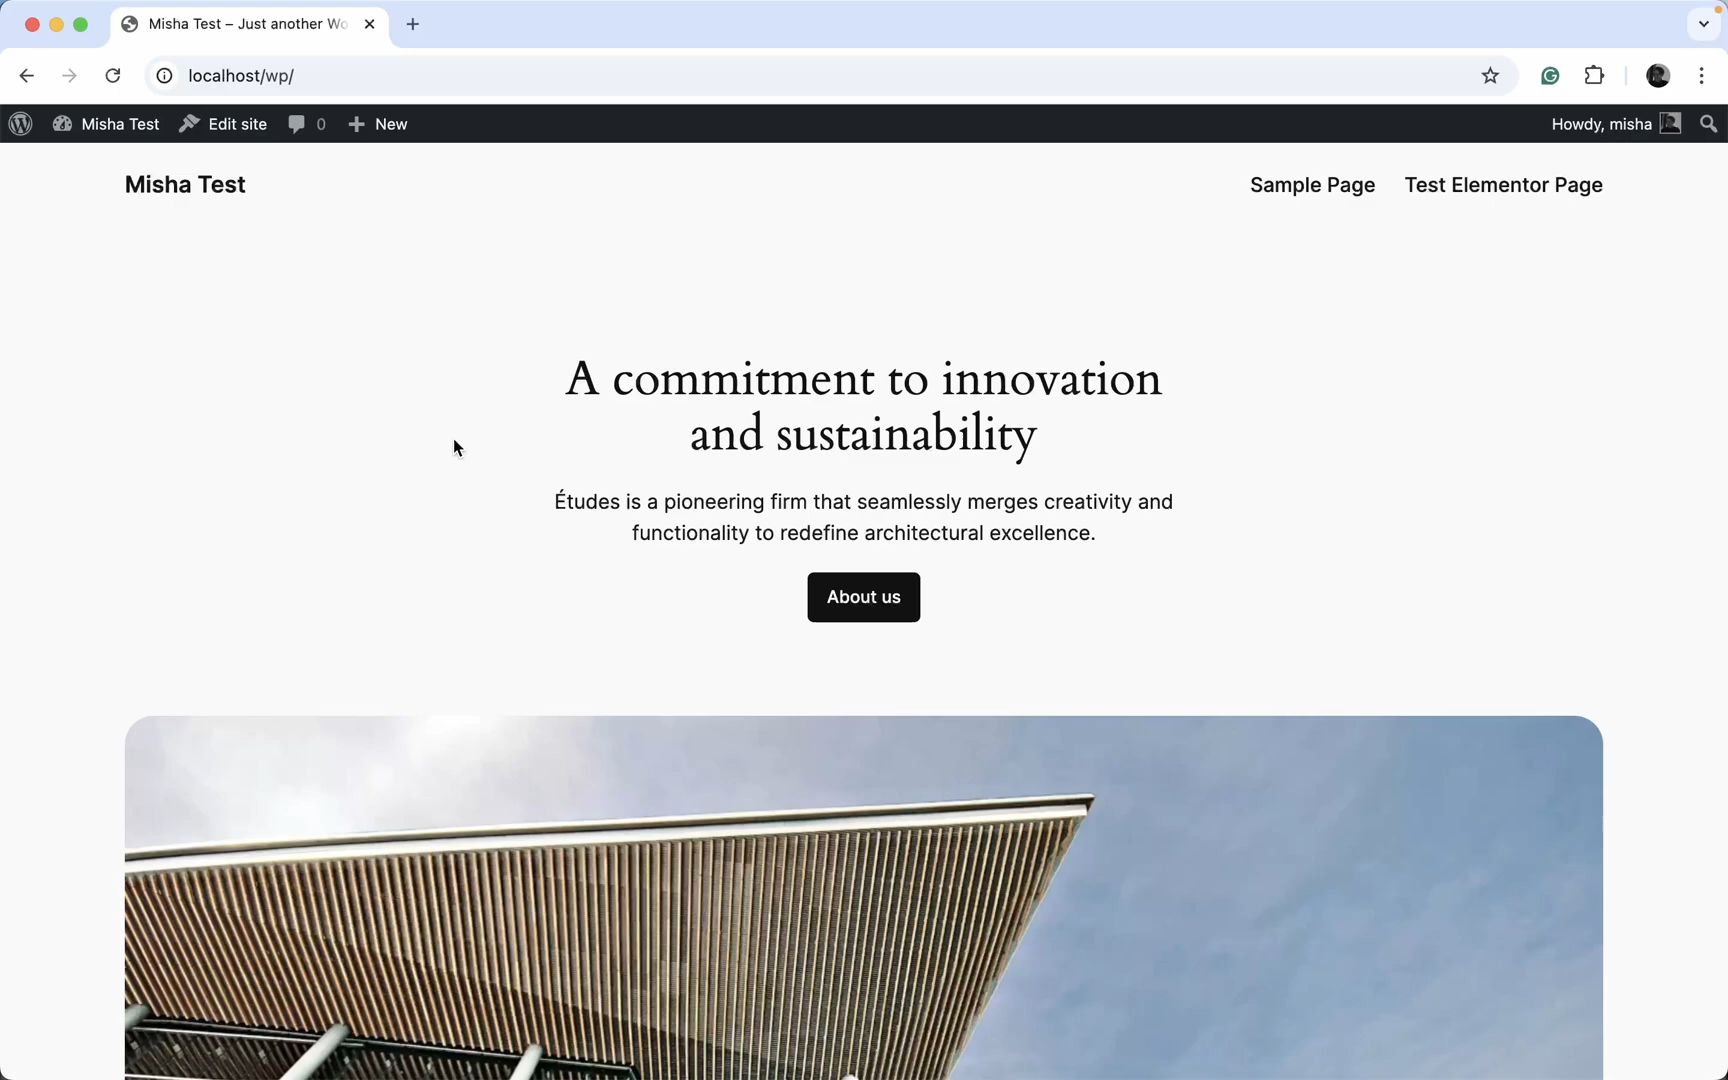 Misha Test – Just another Wo
localhost/wp/
Misha Test Edit site 0 New Howdy, misha
Misha Test Sample Page Test Elementor Page
A commitment to innovation
and sustainability
Études is a pioneering firm that seamlessly merges creativity and
functionality to redefine architectural excellence.
About us